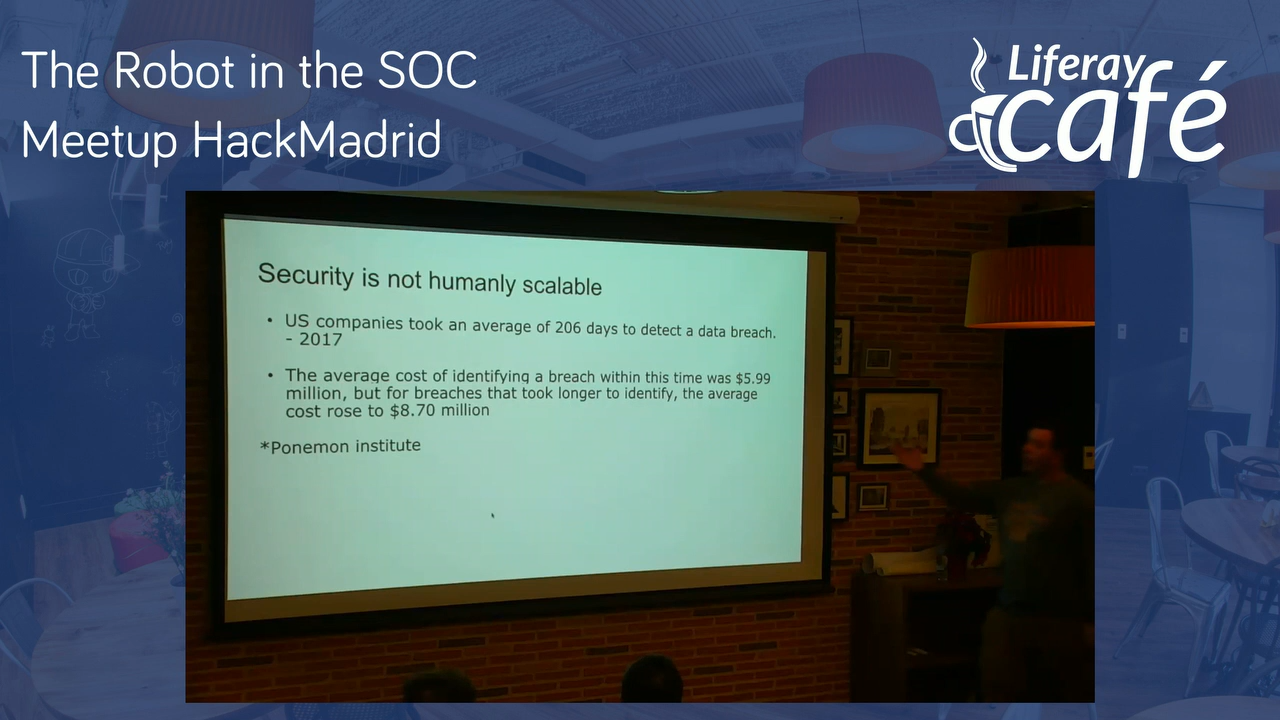 The Robot in the SOC
Meetup HackMadrid
Liferay
café
Security is not humanly scalable
• US companies took an average of 206 days to detect a data breach.
- 2017
• The average cost of identifying a breach within this time was $5.99
million, but for breaches that took longer to identify, the average
cost rose to $8.70 million
*Ponemon institute